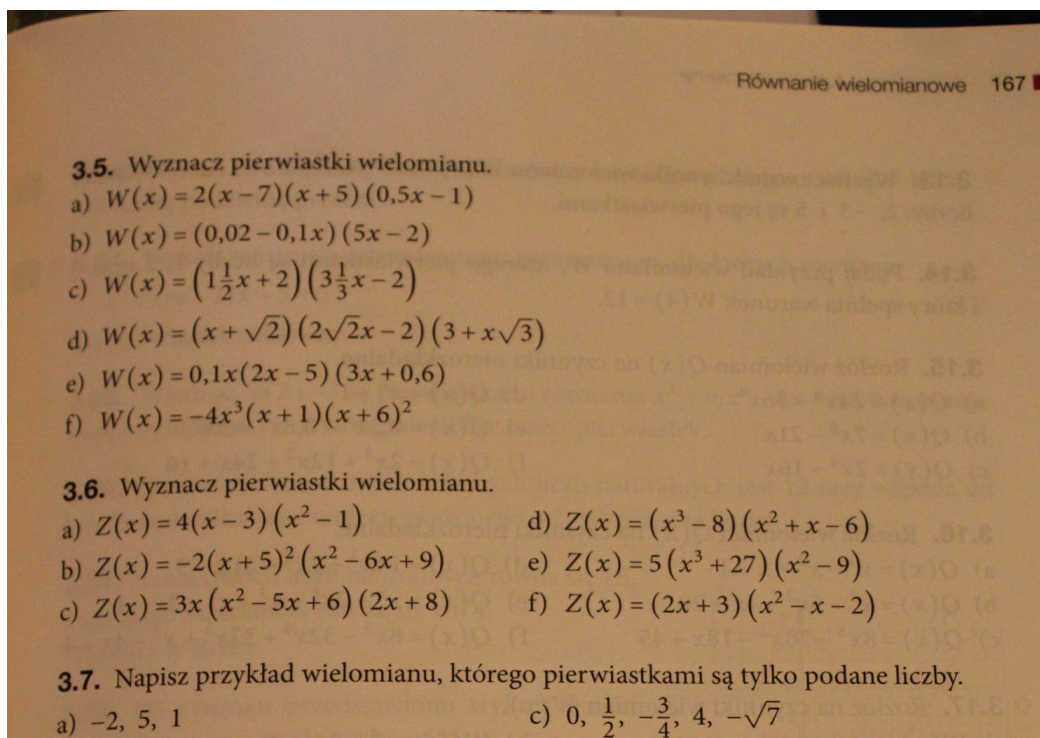 Równanie wielomianowe 167
3.5. Wyznacz pierwiastki wielomianu.
a) W(x) = 2(x − 7)(x + 5)(0,5x − 1)
b) W(x) = (0,02 − 0,1x)(5x − 2)
c) W(x) = (1½x + 2)(3⅓x − 2)
d) W(x) = (x + √2)(2√2x − 2)(3 + x√3)
e) W(x) = 0,1x(2x − 5)(3x + 0,6)
f) W(x) = −4x³(x + 1)(x + 6)²
3.6. Wyznacz pierwiastki wielomianu.
a) Z(x) = 4(x − 3)(x² − 1)
d) Z(x) = (x³ − 8)(x² + x − 6)
b) Z(x) = −2(x + 5)²(x² − 6x + 9)
e) Z(x) = 5(x³ + 27)(x² − 9)
c) Z(x) = 3x(x² − 5x + 6)(2x + 8)
f) Z(x) = (2x + 3)(x² − x − 2)
3.7. Napisz przykład wielomianu, którego pierwiastkami są tylko podane liczby.
a) −2, 5, 1
c) 0, ½, −¾, 4, −√7